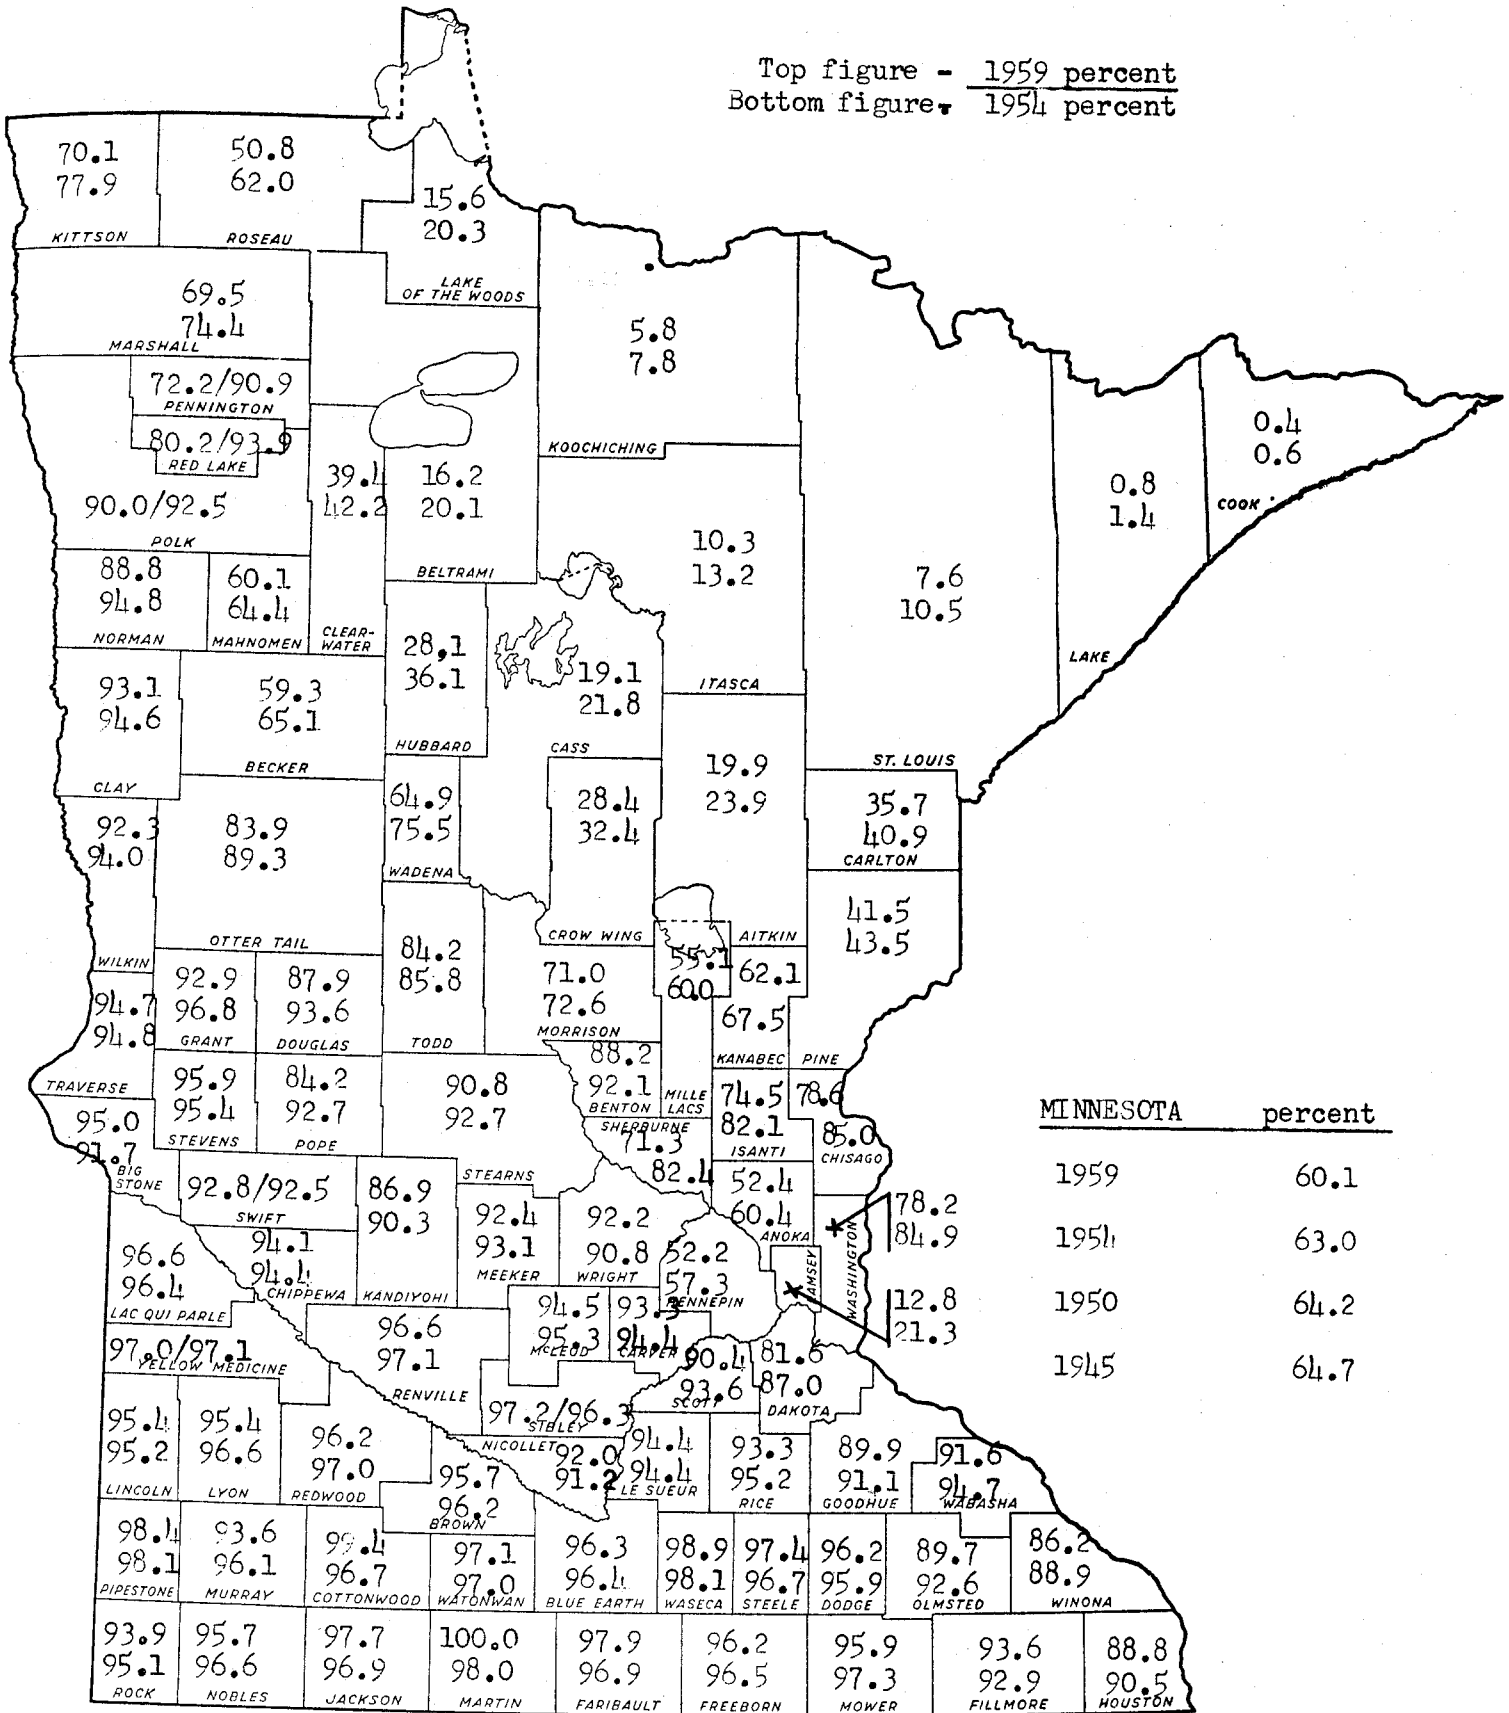 Top figure - 1959 percent
Bottom figure- 1954 percent
70.1
77.9
KITTSON
50.8
62.0
ROSEAU
15.6
20.3
LAKE
OF THE WOODS
69.5
74.4
MARSHALL
5.8
7.8
KOOCHICHING
72.2/90.9
PENNINGTON
80.2/93.9
RED LAKE
90.0/92.5
POLK
39.4
42.2
CLEAR-
WATER
16.2
20.1
BELTRAMI
10.3
13.2
ITASCA
7.6
10.5
ST. LOUIS
0.8
1.4
LAKE
0.4
0.6
COOK
88.8
94.8
NORMAN
60.1
64.4
MAHNOMEN
28,1
36.1
HUBBARD
19.1
21.8
CASS
93.1
94.6
CLAY
59.3
65.1
BECKER
64.9
75.5
WADENA
28.4
32.4
CROW WING
19.9
23.9
AITKIN
35.7
40.9
CARLTON
92.3
94.0
WILKIN
83.9
89.3
OTTER TAIL
84.2
85.8
TODD
71.0
72.6
MORRISON
55.1
60.0
MILLE
LACS
62.1
67.5
KANABEC
41.5
43.5
PINE
94.7
94.8
TRAVERSE
92.9
96.8
GRANT
87.9
93.6
DOUGLAS
95.9
95.4
STEVENS
84.2
92.7
POPE
90.8
92.7
STEARNS
88.2
92.1
BENTON
SHERBURNE
71.3
82.4
74.5
82.1
ISANTI
78.6
85.0
CHISAGO
95.0
91.7
BIG
STONE
92.8/92.5
SWIFT
86.9
90.3
KANDIYOHI
92.4
93.1
MEEKER
92.2
90.8
WRIGHT
52.4
60.4
ANOKA
78.2
84.9
WASHINGTON
12.8
21.3
RAMSEY
52.2
57.3
HENNEPIN
96.6
96.4
LAC QUI PARLE
94.1
94.4
CHIPPEWA
97.0/97.1
YELLOW MEDICINE
96.6
97.1
RENVILLE
94.5
95.3
McLEOD
93.3
94.4
CARVER
90.4
93.6
SCOTT
81.6
87.0
DAKOTA
97.2/96.3
SIBLEY
NICOLLET
92.0
91.2
95.4
95.2
LINCOLN
95.4
96.6
LYON
96.2
97.0
REDWOOD
95.7
96.2
BROWN
94.4
94.4
LE SUEUR
93.3
95.2
RICE
89.9
91.1
GOODHUE
91.6
94.7
WABASHA
98.4
98.1
PIPESTONE
93.6
96.1
MURRAY
99.4
96.7
COTTONWOOD
97.1
97.0
WATONWAN
96.3
96.4
BLUE EARTH
98.9
98.1
WASECA
97.4
96.7
STEELE
96.2
95.9
DODGE
89.7
92.6
OLMSTED
86.2
88.9
WINONA
93.9
95.1
ROCK
95.7
96.6
NOBLES
97.7
96.9
JACKSON
100.0
98.0
MARTIN
97.9
96.9
FARIBAULT
96.2
96.5
FREEBORN
95.9
97.3
MOWER
93.6
92.9
FILLMORE
88.8
90.5
HOUSTON
MINNESOTA percent
1959 60.1
1954 63.0
1950 64.2
1945 64.7